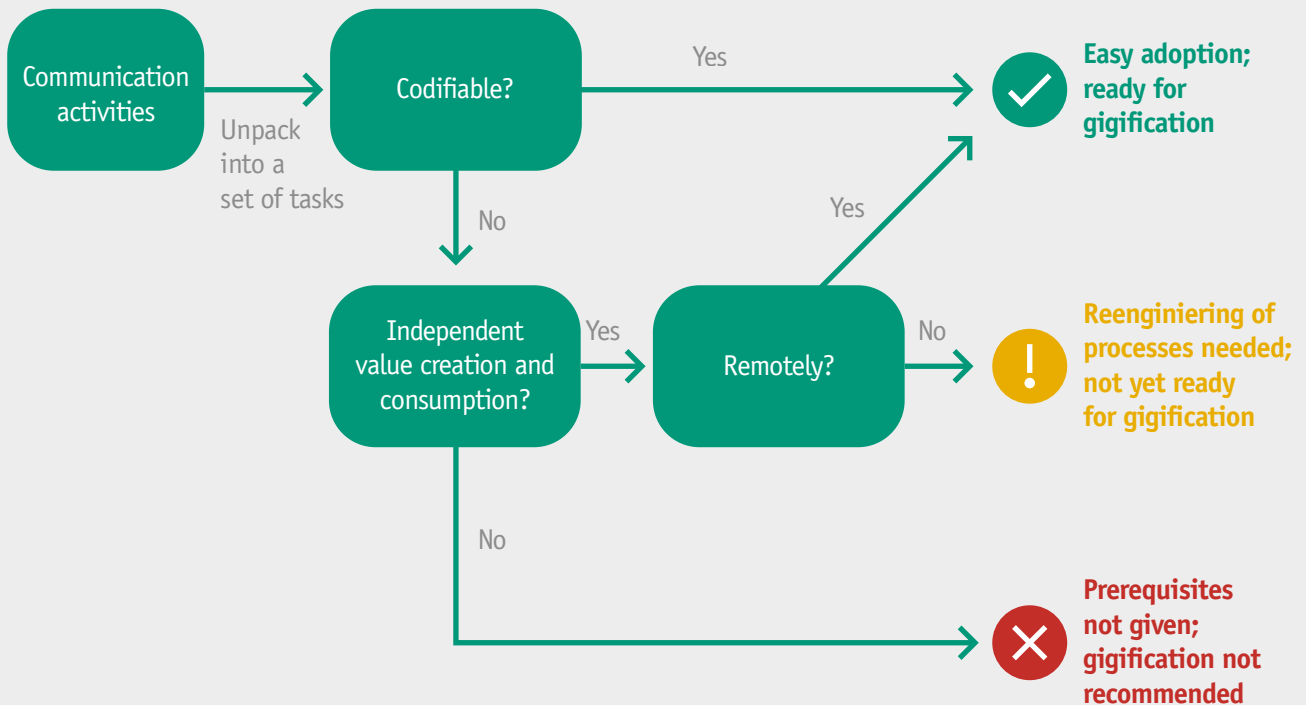 Communication
activities
Unpack
into a
set of tasks
Codifiable?
Yes
Easy adoption;
ready for
gigification
No
Yes
Independent
value creation and
consumption?
Yes
Remotely?
No
Reenginiering of
processes needed;
not yet ready
for gigification
No
Prerequisites
not given;
gigification not
recommended